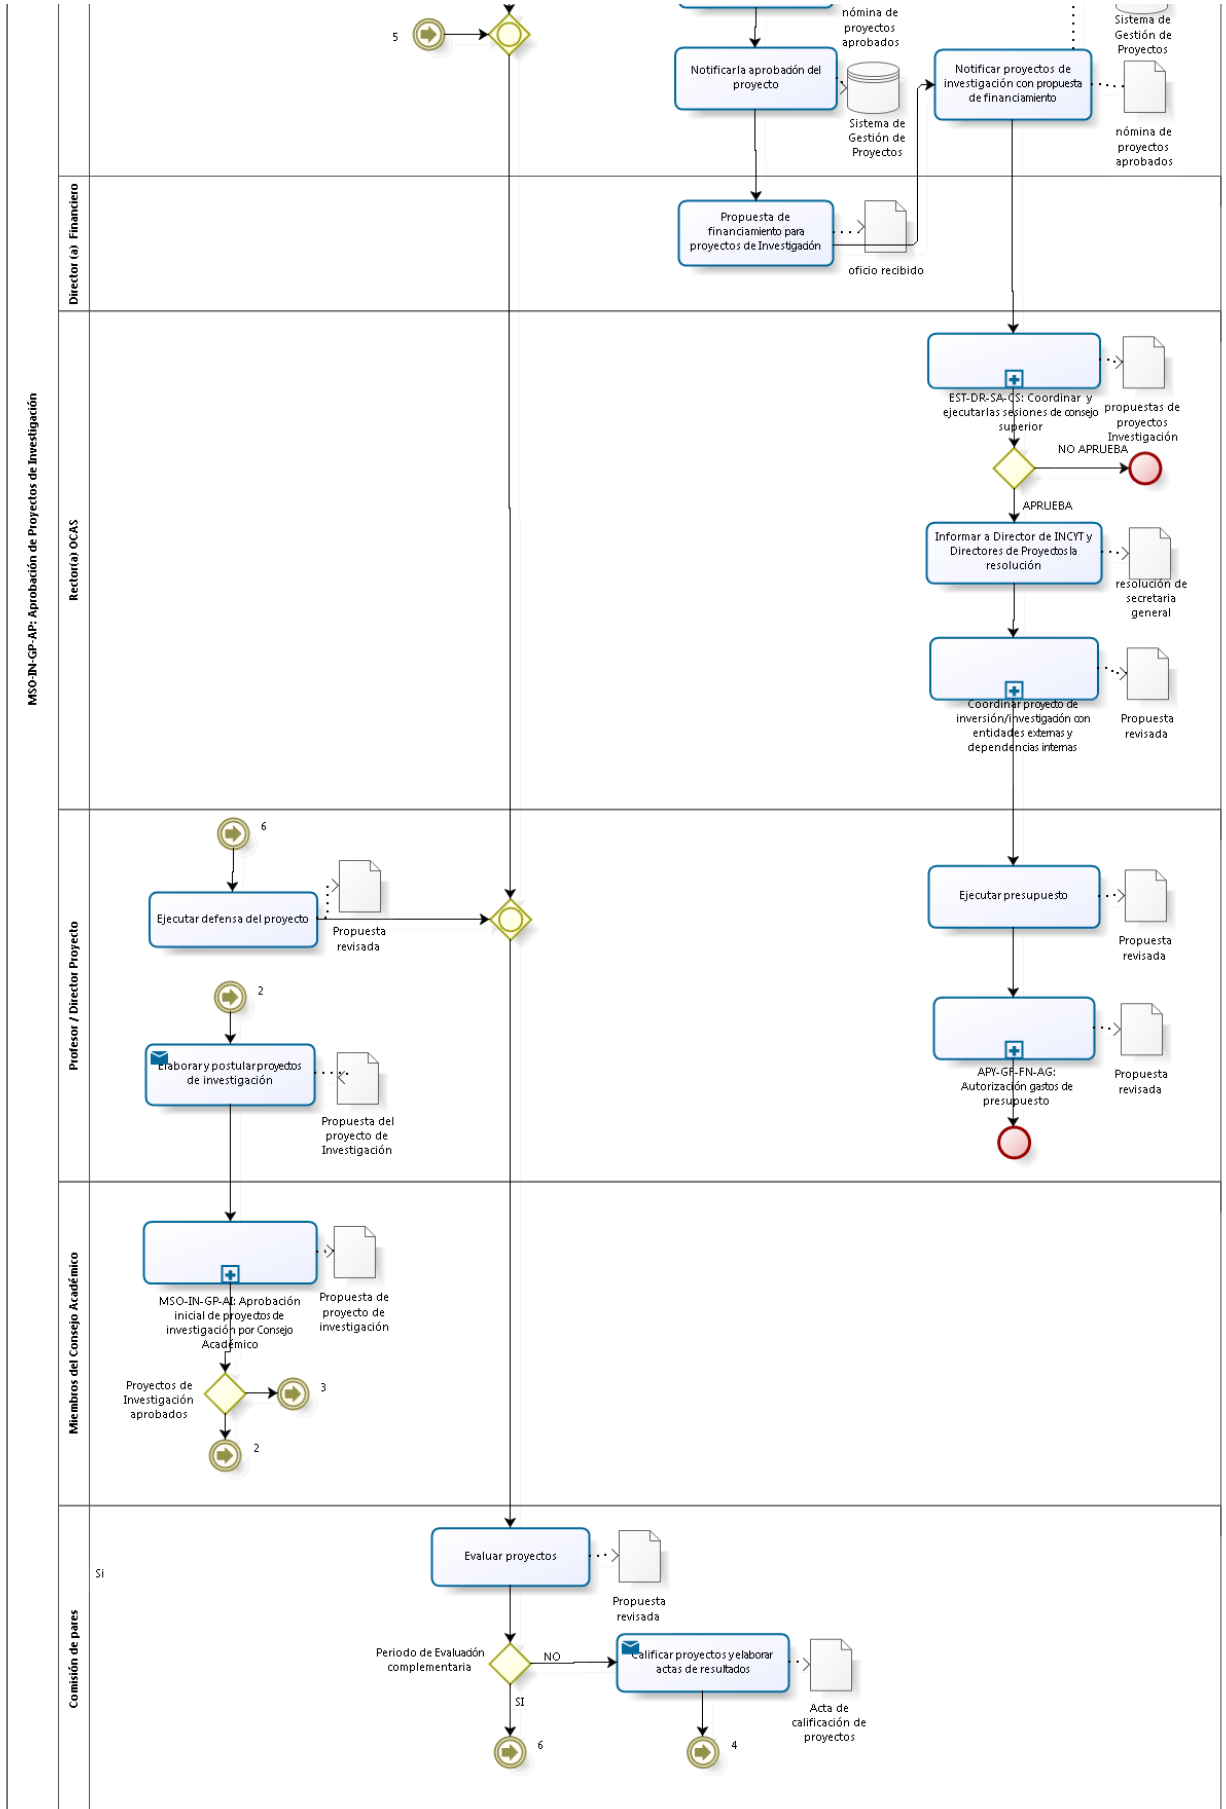 MSO-IN-GP-AP: Aprobación de Proyectos de Investigación
5
nómina de
proyectos
aprobados
Sistema de
Gestión de
Proyectos
Notificar la aprobación del
proyecto
Sistema de
Gestión de
Proyectos
Notificar proyectos de
investigación con propuesta
de financiamiento
nómina de
proyectos
aprobados
Director (a) Financiero
Propuesta de
financiamiento para
proyectos de Investigación
oficio recibido
Rector(a) OCAS
EST-DR-SA-CS: Coordinar y
ejecutar las sesiones de consejo
superior
propuestas de
proyectos
Investigación
NO APRUEBA
APRUEBA
Informar a Director de INCYT y
Directores de Proyectos la
resolución
resolución de
secretaria
general
Coordinar proyecto de
inversión/investigación con
entidades externas y
dependencias internas
Propuesta
revisada
Profesor / Director Proyecto
6
Ejecutar defensa del proyecto
Propuesta
revisada
Ejecutar presupuesto
Propuesta
revisada
2
Elaborar y postular proyectos
de investigación
Propuesta del
proyecto de
Investigación
APY-GF-FN-AG:
Autorización gastos de
presupuesto
Propuesta
revisada
Miembros del Consejo Académico
MSO-IN-GP-AI: Aprobación
inicial de proyectos de
investigación por Consejo
Académico
Propuesta de
proyecto de
investigación
Proyectos de
Investigación
aprobados
3
2
Comisión de pares
Si
Evaluar proyectos
Propuesta
revisada
Periodo de Evaluación
complementaria
NO
SI
Calificar proyectos y elaborar
actas de resultados
Acta de
calificación de
proyectos
6
4